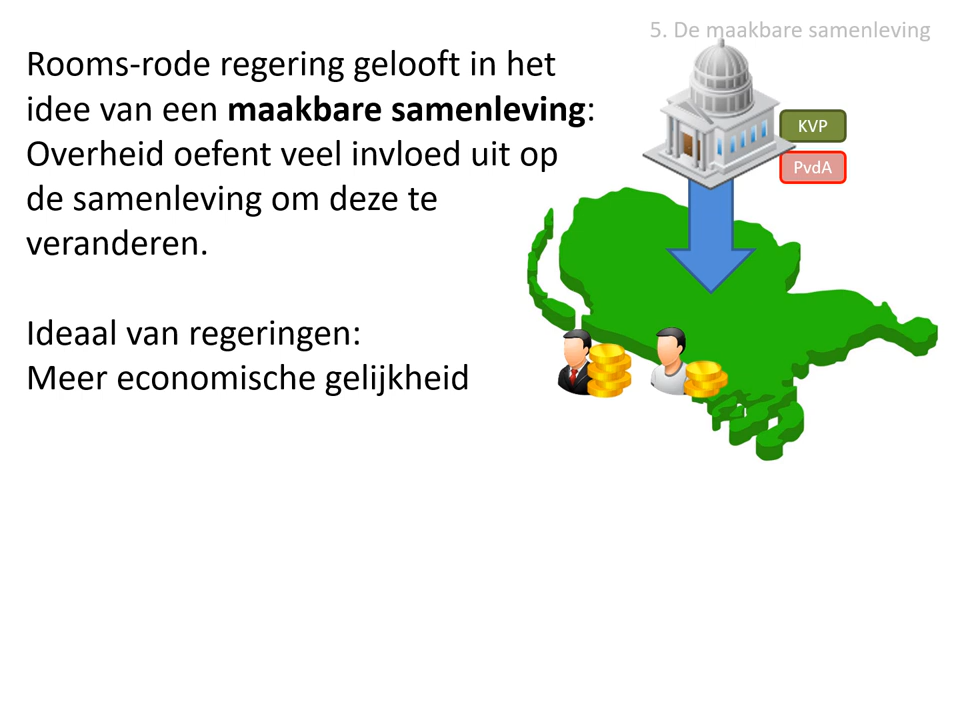 5. De maakbare samenleving
Rooms-rode regering gelooft in het
idee van een maakbare samenleving:
Overheid oefent veel invloed uit op
de samenleving om deze te
veranderen.
KVP
PvdA
Ideaal van regeringen:
Meer economische gelijkheid